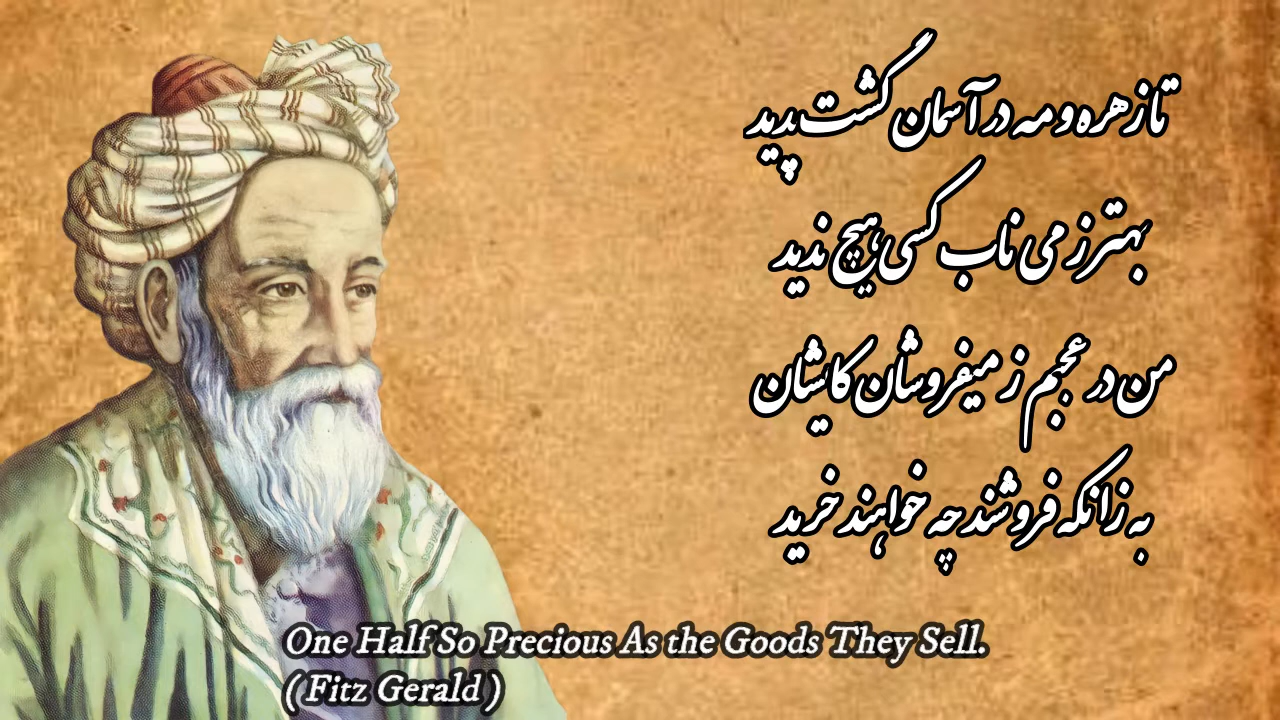 تا زهره و مه در آسمان گشت پدید
بهتر ز می ناب کسی هیچ ندید
من در عجبم ز میفروشان کایشان
به زانکه فروشند چه خواهند خرید
One Half So Precious As the Goods They Sell.
( Fitz Gerald )